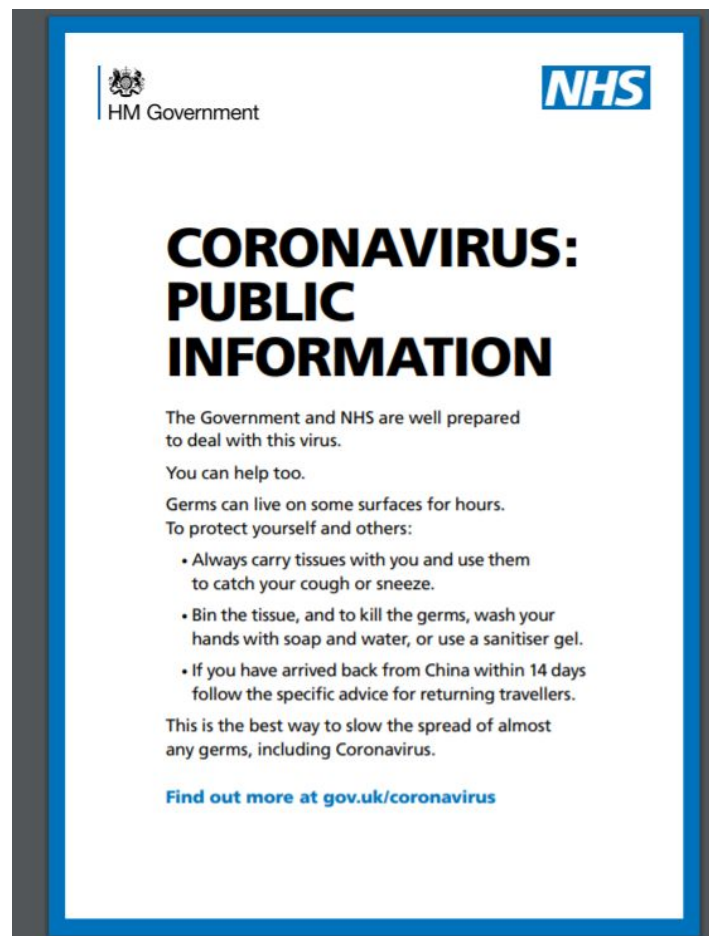 HM Government
NHS
CORONAVIRUS:
PUBLIC
INFORMATION
The Government and NHS are well prepared
to deal with this virus.
You can help too.
Germs can live on some surfaces for hours.
To protect yourself and others:
• Always carry tissues with you and use them
to catch your cough or sneeze.
• Bin the tissue, and to kill the germs, wash your
hands with soap and water, or use a sanitiser gel.
• If you have arrived back from China within 14 days
follow the specific advice for returning travellers.
This is the best way to slow the spread of almost
any germs, including Coronavirus.
Find out more at gov.uk/coronavirus